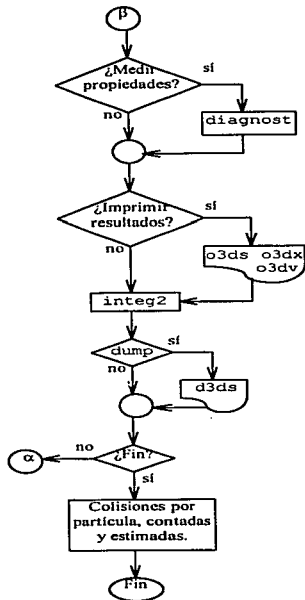 β
¿Medir
propiedades?
sí
no
diagnost
¿Imprimir
resultados?
sí
no
o3ds o3dx
o3dv
integ2
dump
sí
no
d3ds
¿Fin?
no
α
sí
Colisiones por
partícula, contadas
y estimadas.
Fin